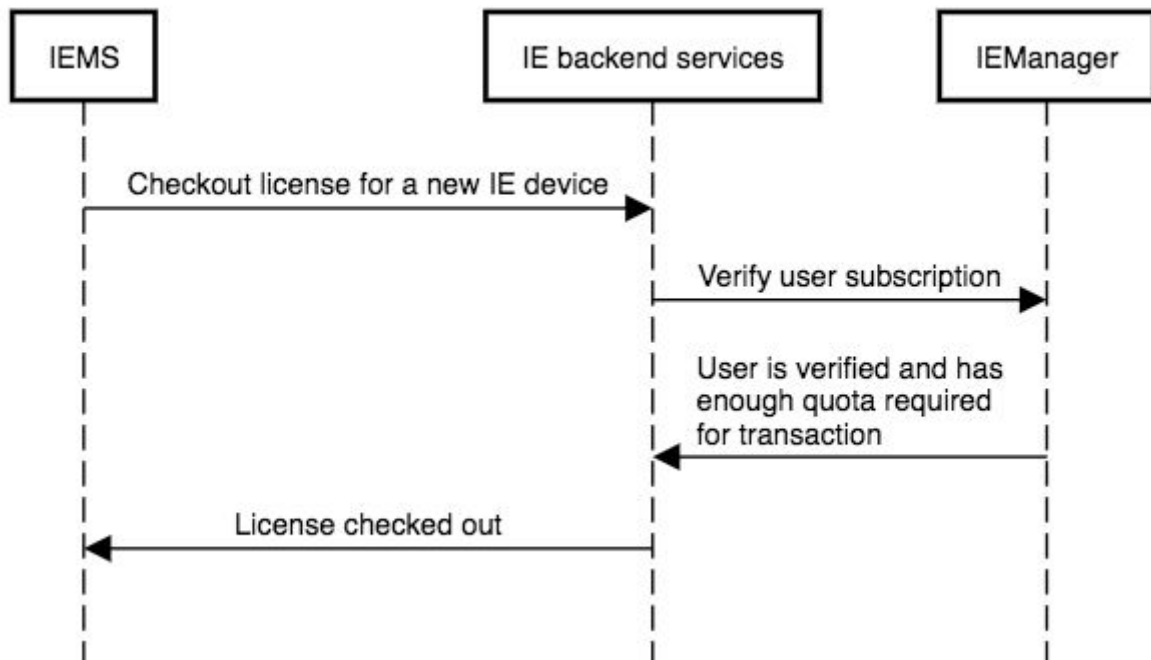 IEMS
IE backend services
IEManager
Checkout license for a new IE device
Verify user subscription
User is verified and has
enough quota required
for transaction
License checked out